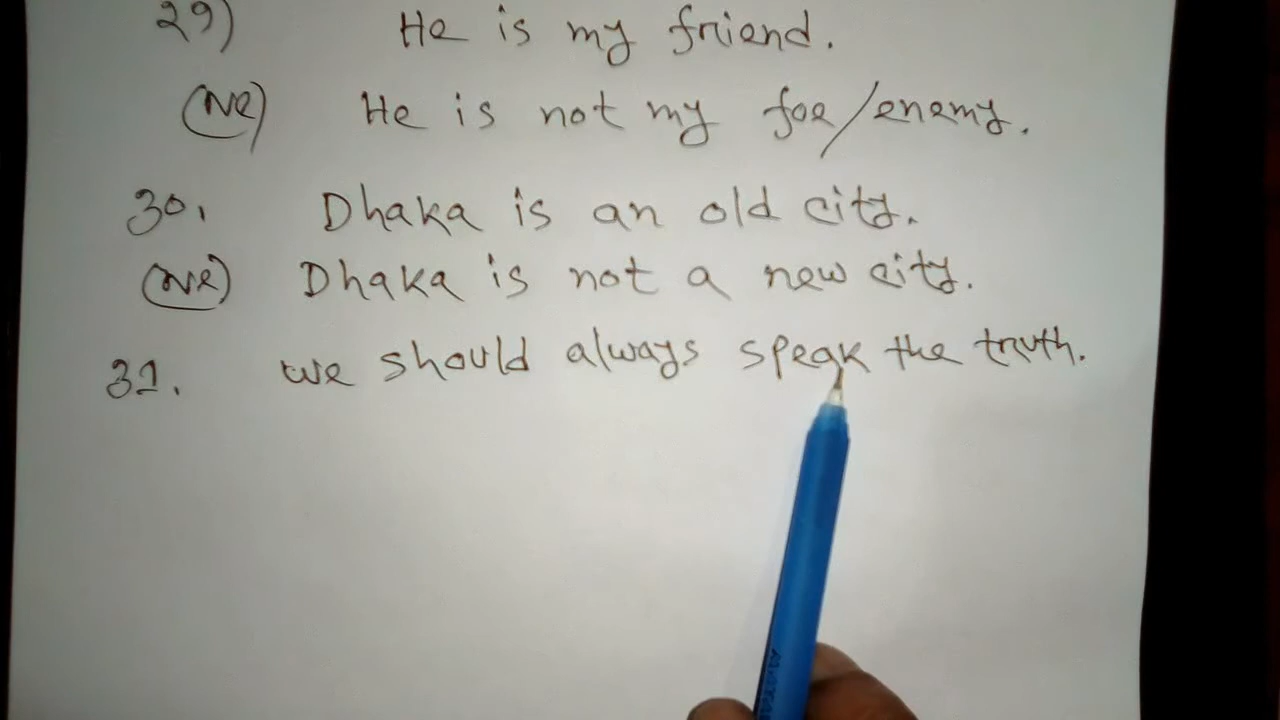 29) He is my friend.
(Ne) He is not my foe/enemy.
30. Dhaka is an old city.
(Ne) Dhaka is not a new city.
31. we should always speak the truth.